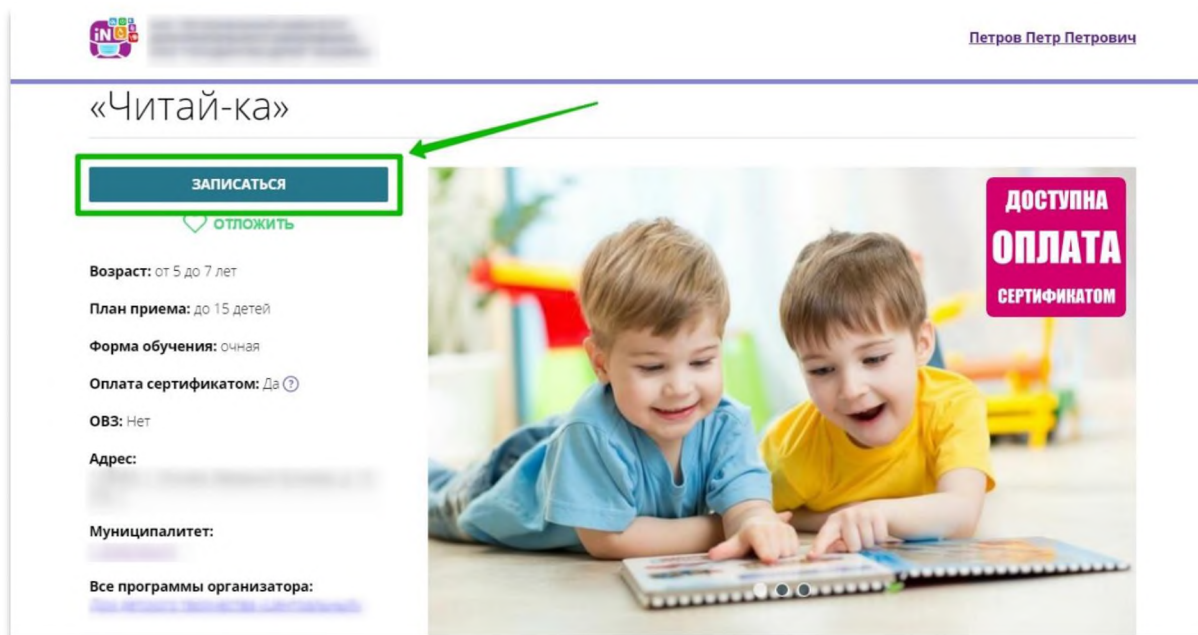 iN
Петров Петр Петрович
«Читай-ка»
ЗАПИСАТЬСЯ
ОТЛОЖИТЬ
Возраст: от 5 до 7 лет
План приема: до 15 детей
Форма обучения: очная
Оплата сертификатом: Да ?
ОВЗ: Нет
Адрес:
Муниципалитет:
Все программы организатора:
ДОСТУПНА
ОПЛАТА
СЕРТИФИКАТОМ